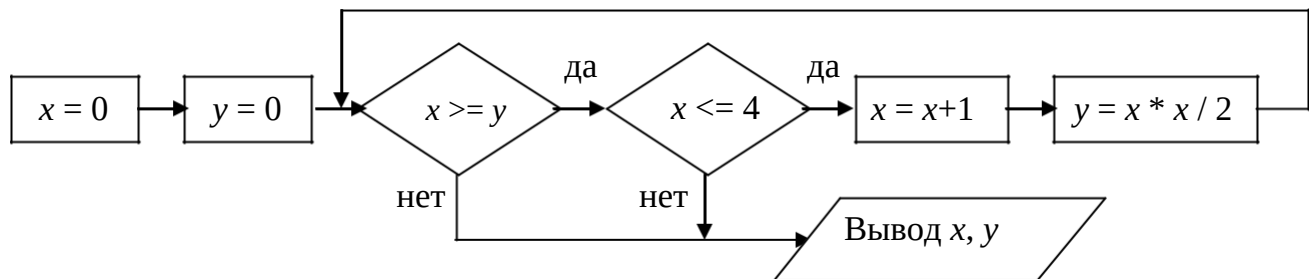 да
да
x = 0
y = 0
x >= y
x <= 4
x = x+1
y = x * x / 2
нет
нет
Вывод x, y